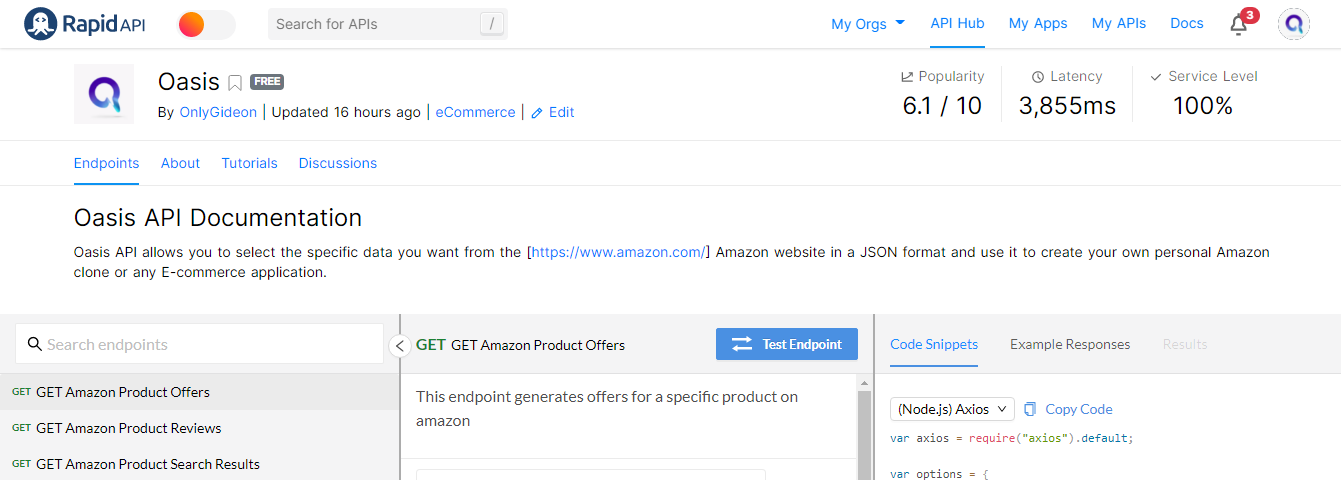 Rapid API
Search for APIs /
My Orgs API Hub My Apps My APIs Docs 3
Oasis FREE
By OnlyGideon | Updated 16 hours ago | eCommerce | Edit
Popularity Latency Service Level
6.1 / 10 3,855ms 100%
Endpoints About Tutorials Discussions
Oasis API Documentation
Oasis API allows you to select the specific data you want from the [https://www.amazon.com/] Amazon website in a JSON format and use it to create your own personal Amazon
clone or any E-commerce application.
Search endpoints
GET GET Amazon Product Offers
GET GET Amazon Product Reviews
GET GET Amazon Product Search Results
GET GET Amazon Product Offers Test Endpoint
This endpoint generates offers for a specific product on
amazon
Code Snippets Example Responses Results
(Node.js) Axios Copy Code
var axios = require("axios").default;
var options = {